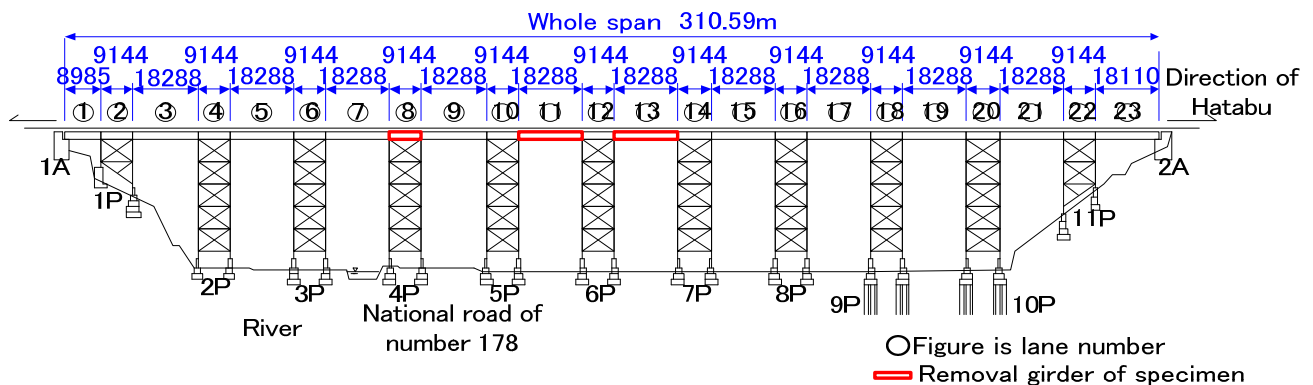 Whole span 310.59m
9144 9144 9144 9144 9144 9144 9144 9144 9144 9144 9144
8985 18288 18288 18288 18288 18288 18288 18288 18288 18288 18288 18110
Direction of
Hatabu
① ② ③ ④ ⑤ ⑥ ⑦ ⑧ ⑨ ⑩ ⑪ ⑫ ⑬ ⑭ ⑮ ⑯ ⑰ ⑱ ⑲ ⑳ ㉑ ㉒ ㉓
1A
2A
1P
11P
2P
3P
4P
5P
6P
7P
8P
9P
10P
River
National road of
number 178
○Figure is lane number
Removal girder of specimen